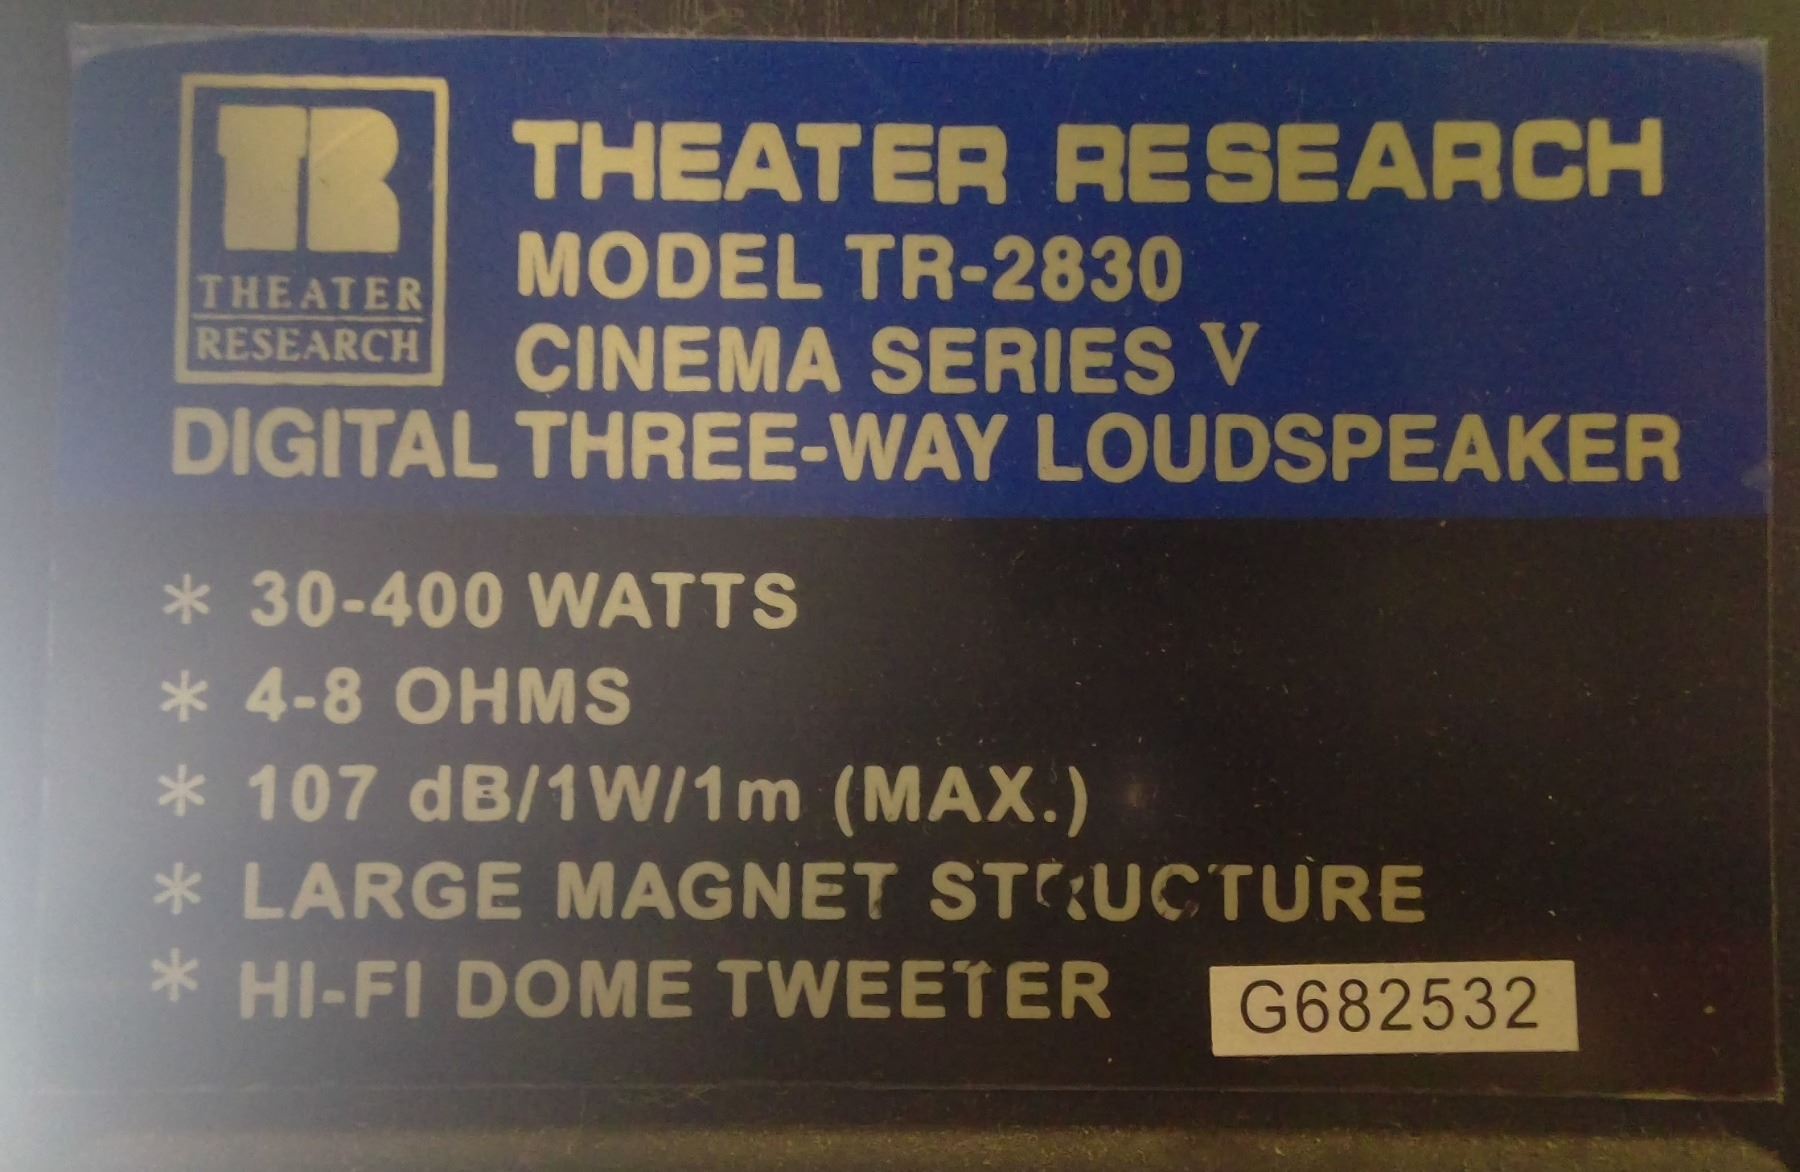 TR
THEATER
RESEARCH
THEATER RESEARCH
MODEL TR-2830
CINEMA SERIES V
DIGITAL THREE-WAY LOUDSPEAKER
* 30-400 WATTS
* 4-8 OHMS
* 107 dB/1W/1m (MAX.)
* LARGE MAGNET STRUCTURE
* HI-FI DOME TWEETER
G682532